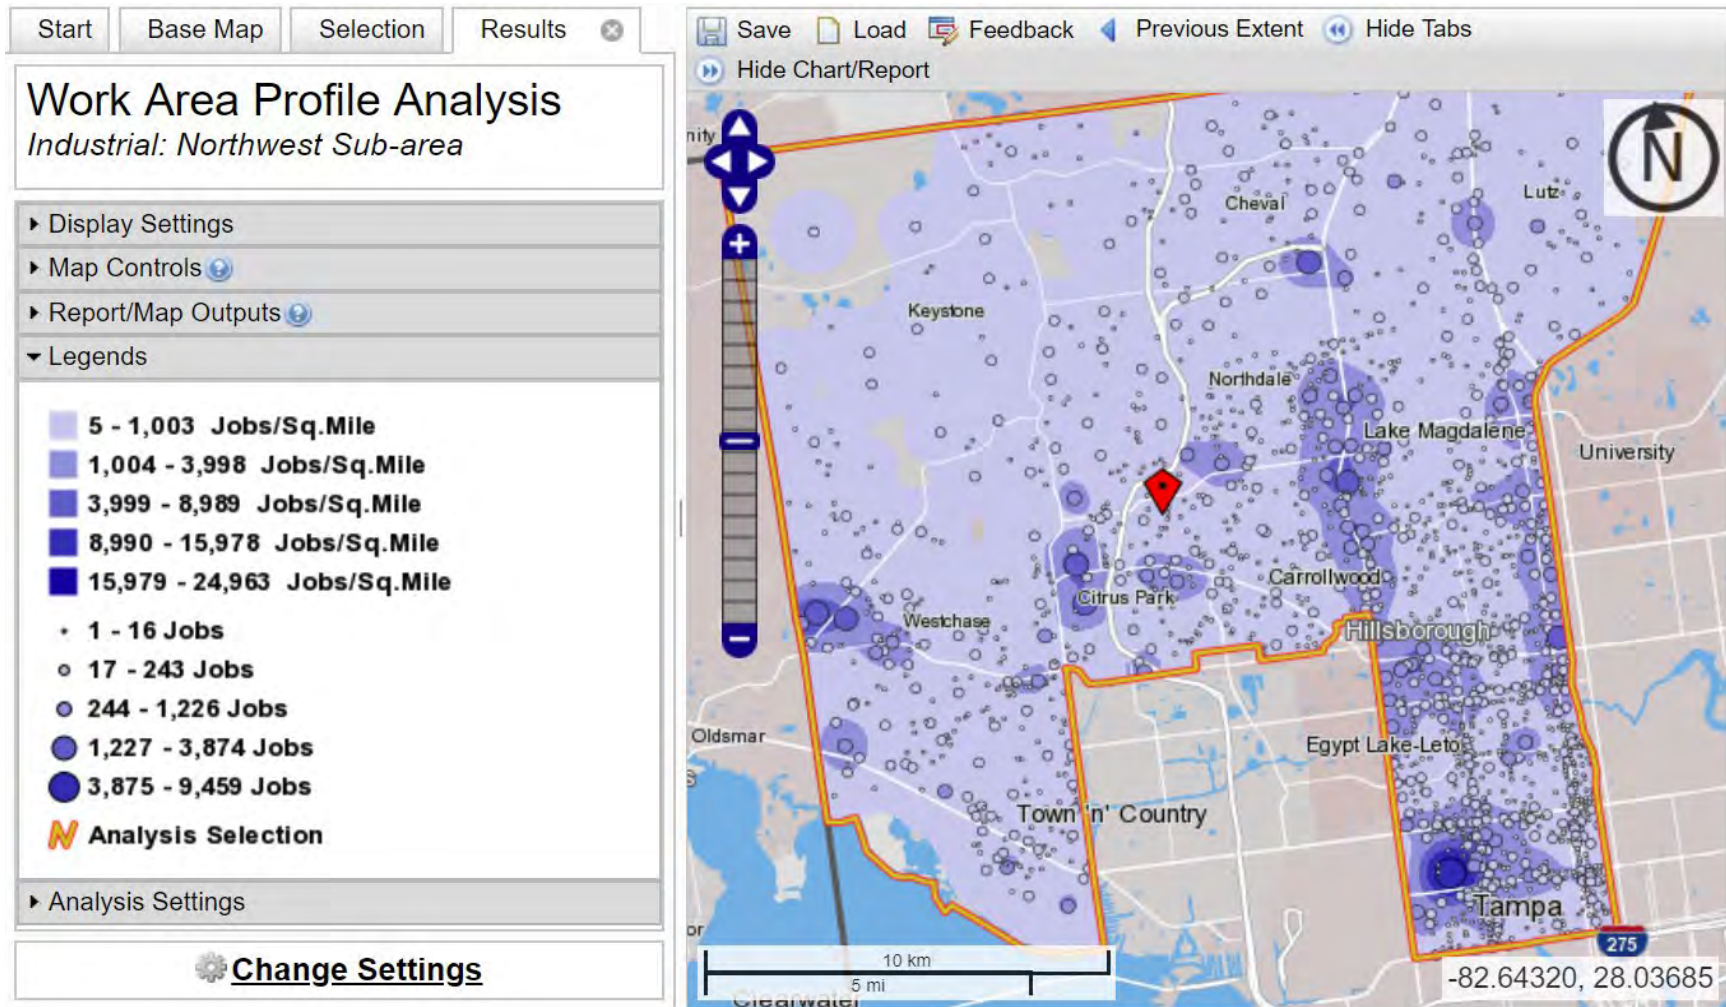 Start
Base Map
Selection
Results
Work Area Profile Analysis
Industrial: Northwest Sub-area
Display Settings
Map Controls
Report/Map Outputs
Legends
5 - 1,003 Jobs/Sq.Mile
1,004 - 3,998 Jobs/Sq.Mile
3,999 - 8,989 Jobs/Sq.Mile
8,990 - 15,978 Jobs/Sq.Mile
15,979 - 24,963 Jobs/Sq.Mile
1 - 16 Jobs
17 - 243 Jobs
244 - 1,226 Jobs
1,227 - 3,874 Jobs
3,875 - 9,459 Jobs
Analysis Selection
Analysis Settings
Change Settings
Save
Load
Feedback
Previous Extent
Hide Tabs
Hide Chart/Report
nity
N
Cheval
Lutz
Keystone
Northdale
Lake Magdalene
University
Carrollwood
Citrus Park
Westchase
Hillsborough
Oldsmar
Egypt Lake-Leto
Town 'n' Country
Tampa
or
275
10 km
5 mi
-82.64320, 28.03685
Clearwater